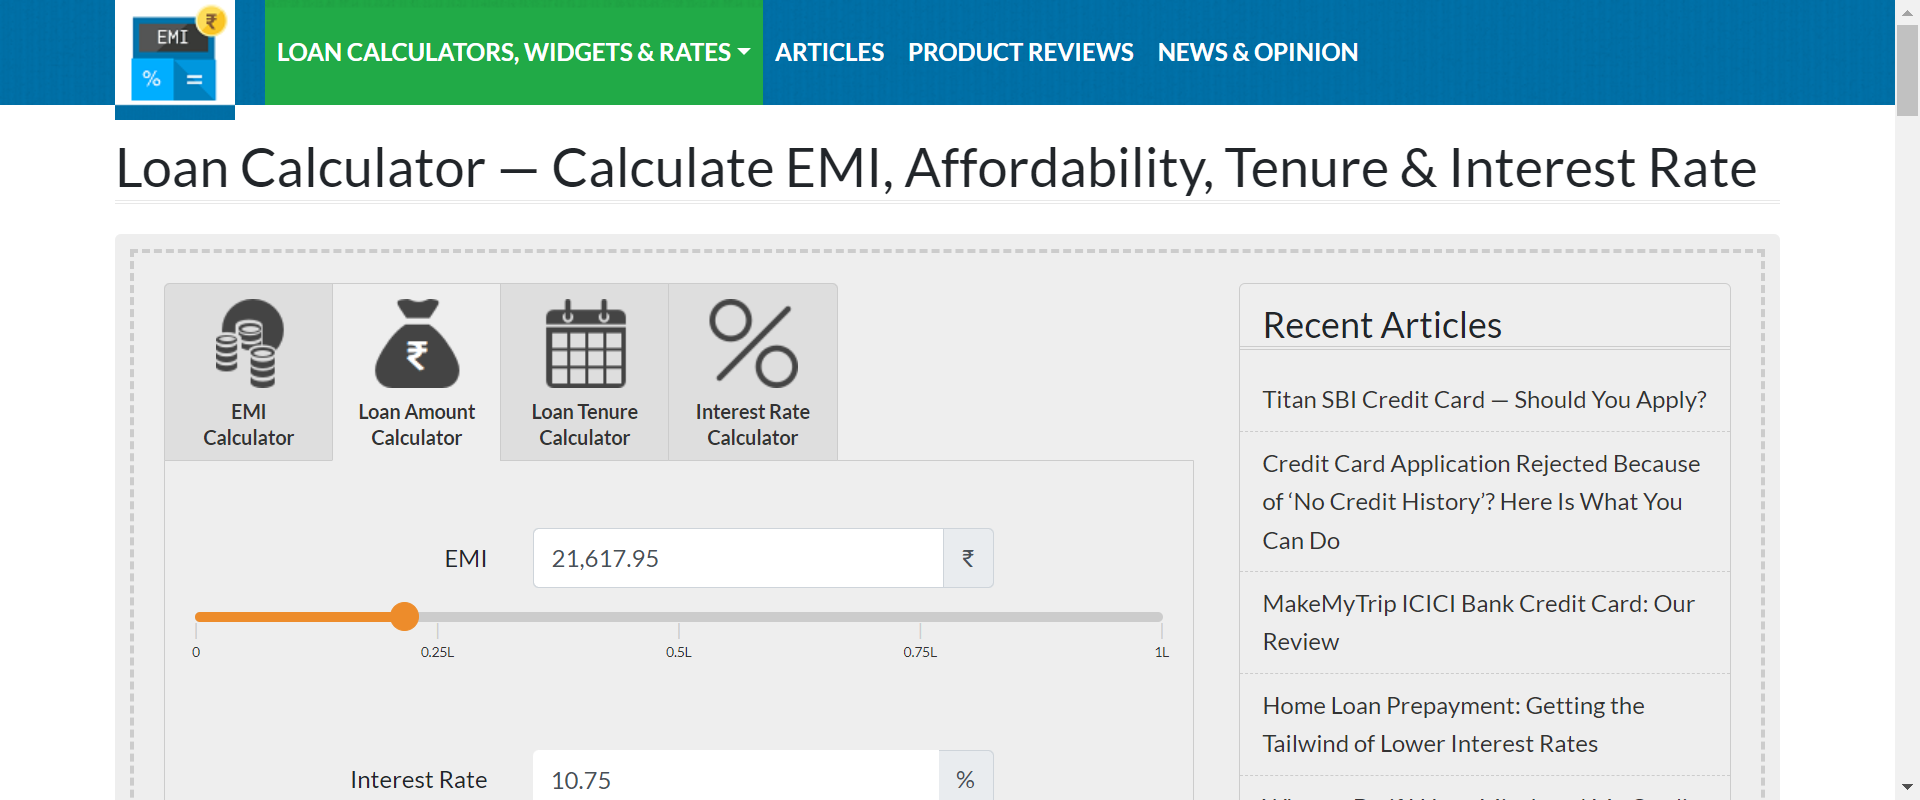 EMI ₹
% =
LOAN CALCULATORS, WIDGETS & RATES ARTICLES PRODUCT REVIEWS NEWS & OPINION
Loan Calculator — Calculate EMI, Affordability, Tenure & Interest Rate
EMI
Calculator
₹
Loan Amount
Calculator
Loan Tenure
Calculator
Interest Rate
Calculator
EMI 21,617.95 ₹
0 0.25L 0.5L 0.75L 1L
Interest Rate 10.75 %
Recent Articles
Titan SBI Credit Card — Should You Apply?
Credit Card Application Rejected Because
of ‘No Credit History’? Here Is What You
Can Do
MakeMyTrip ICICI Bank Credit Card: Our
Review
Home Loan Prepayment: Getting the
Tailwind of Lower Interest Rates